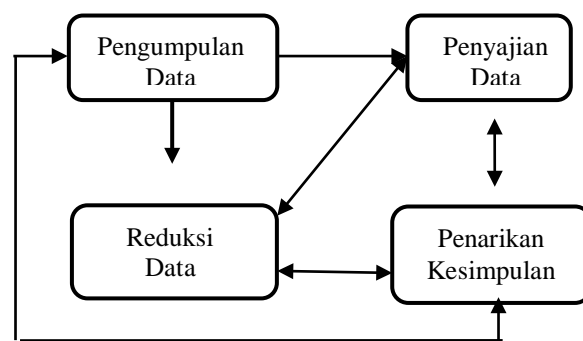 Pengumpulan
Data
Penyajian
Data
Reduksi
Data
Penarikan
Kesimpulan